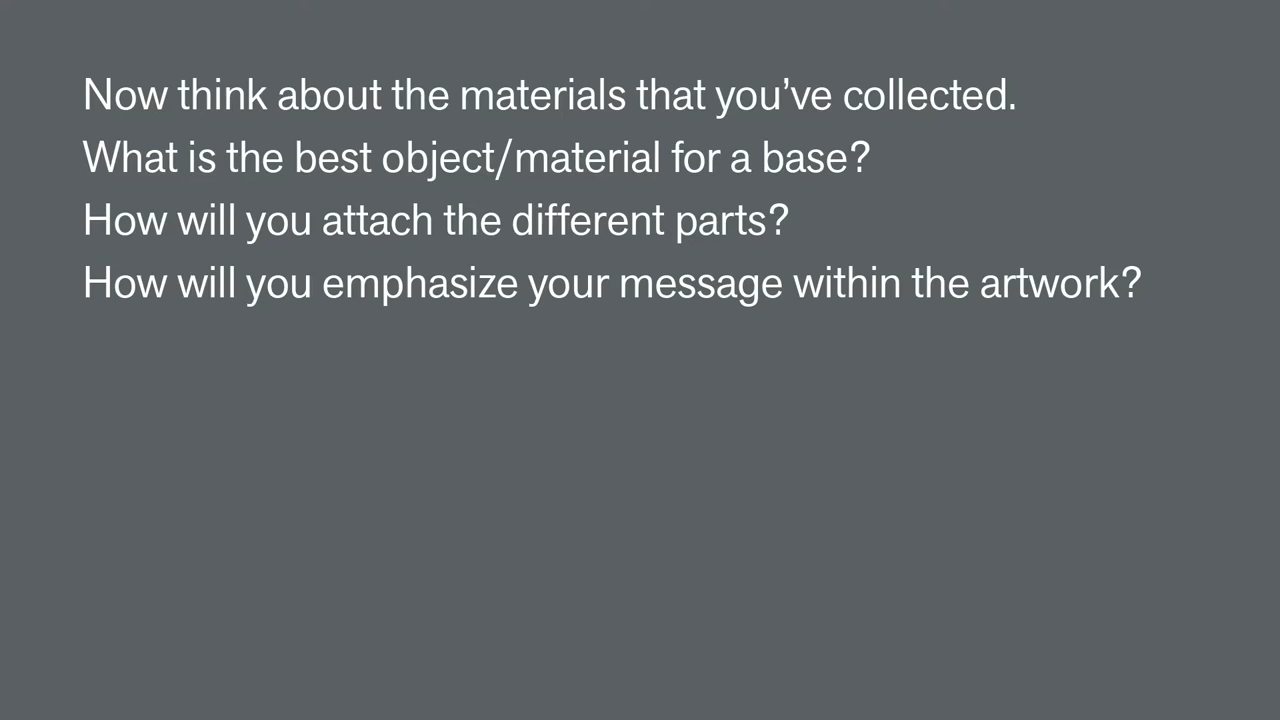 Now think about the materials that you’ve collected.
What is the best object/material for a base?
How will you attach the different parts?
How will you emphasize your message within the artwork?